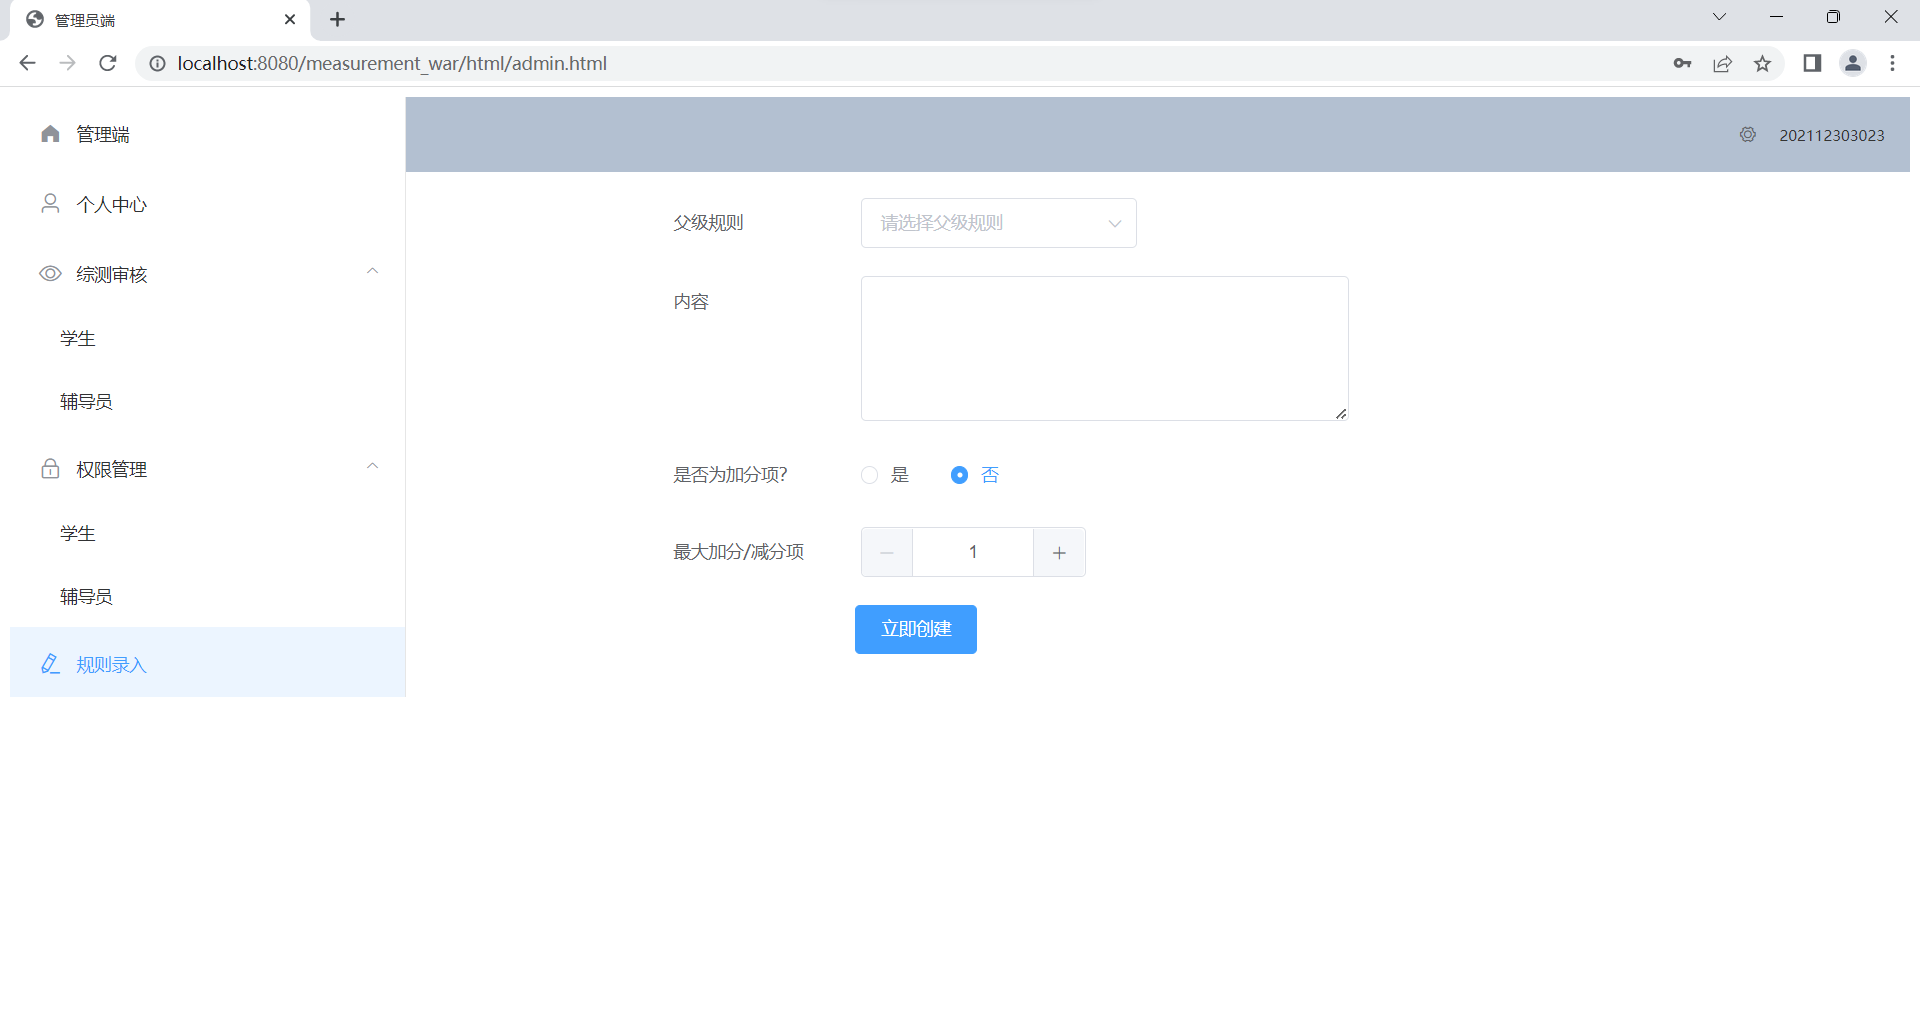 管理员端
localhost:8080/measurement_war/html/admin.html
管理端
202112303023
个人中心
综测审核
学生
辅导员
权限管理
学生
辅导员
规则录入
父级规则
请选择父级规则
内容
是否为加分项?
是
否
最大加分/减分项
1
立即创建